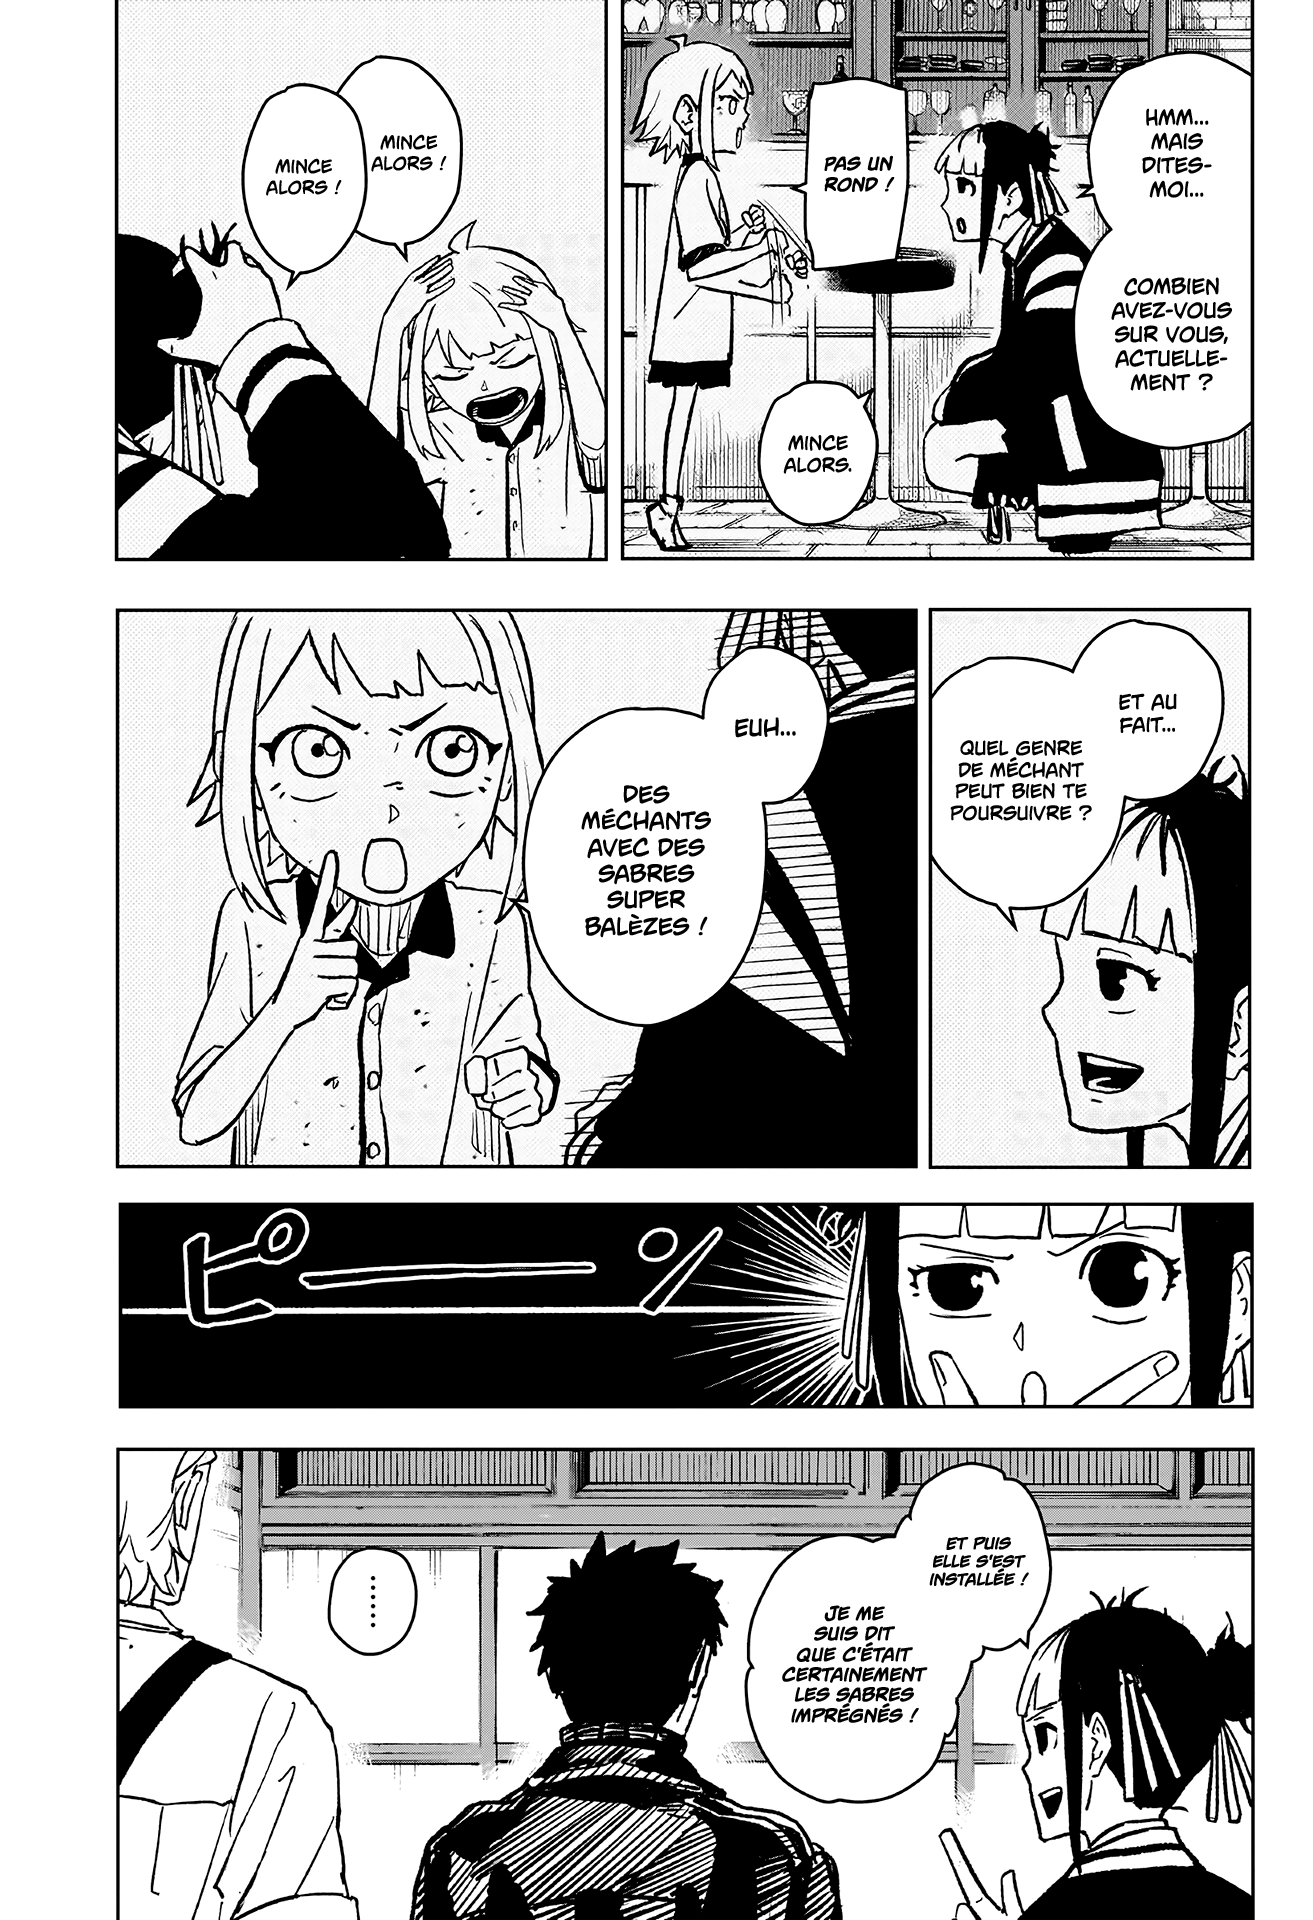 HMM...
MAIS
DITES-
MOI...
COMBIEN
AVEZ-VOUS
SUR VOUS,
ACTUELLE-
MENT ?
PAS UN
ROND !
MINCE
ALORS.
MINCE
ALORS !
MINCE
ALORS !
ET AU
FAIT...
QUEL GENRE
DE MÉCHANT
PEUT BIEN TE
POURSUIVRE ?
EUH...
DES
MÉCHANTS
AVEC DES
SABRES
SUPER
BALÈZES !
ピーン
ET PUIS
ELLE S'EST
INSTALLÉE !
JE ME
SUIS DIT
QUE C'ÉTAIT
CERTAINEMENT
LES SABRES
IMPRÉGNÉS !
......